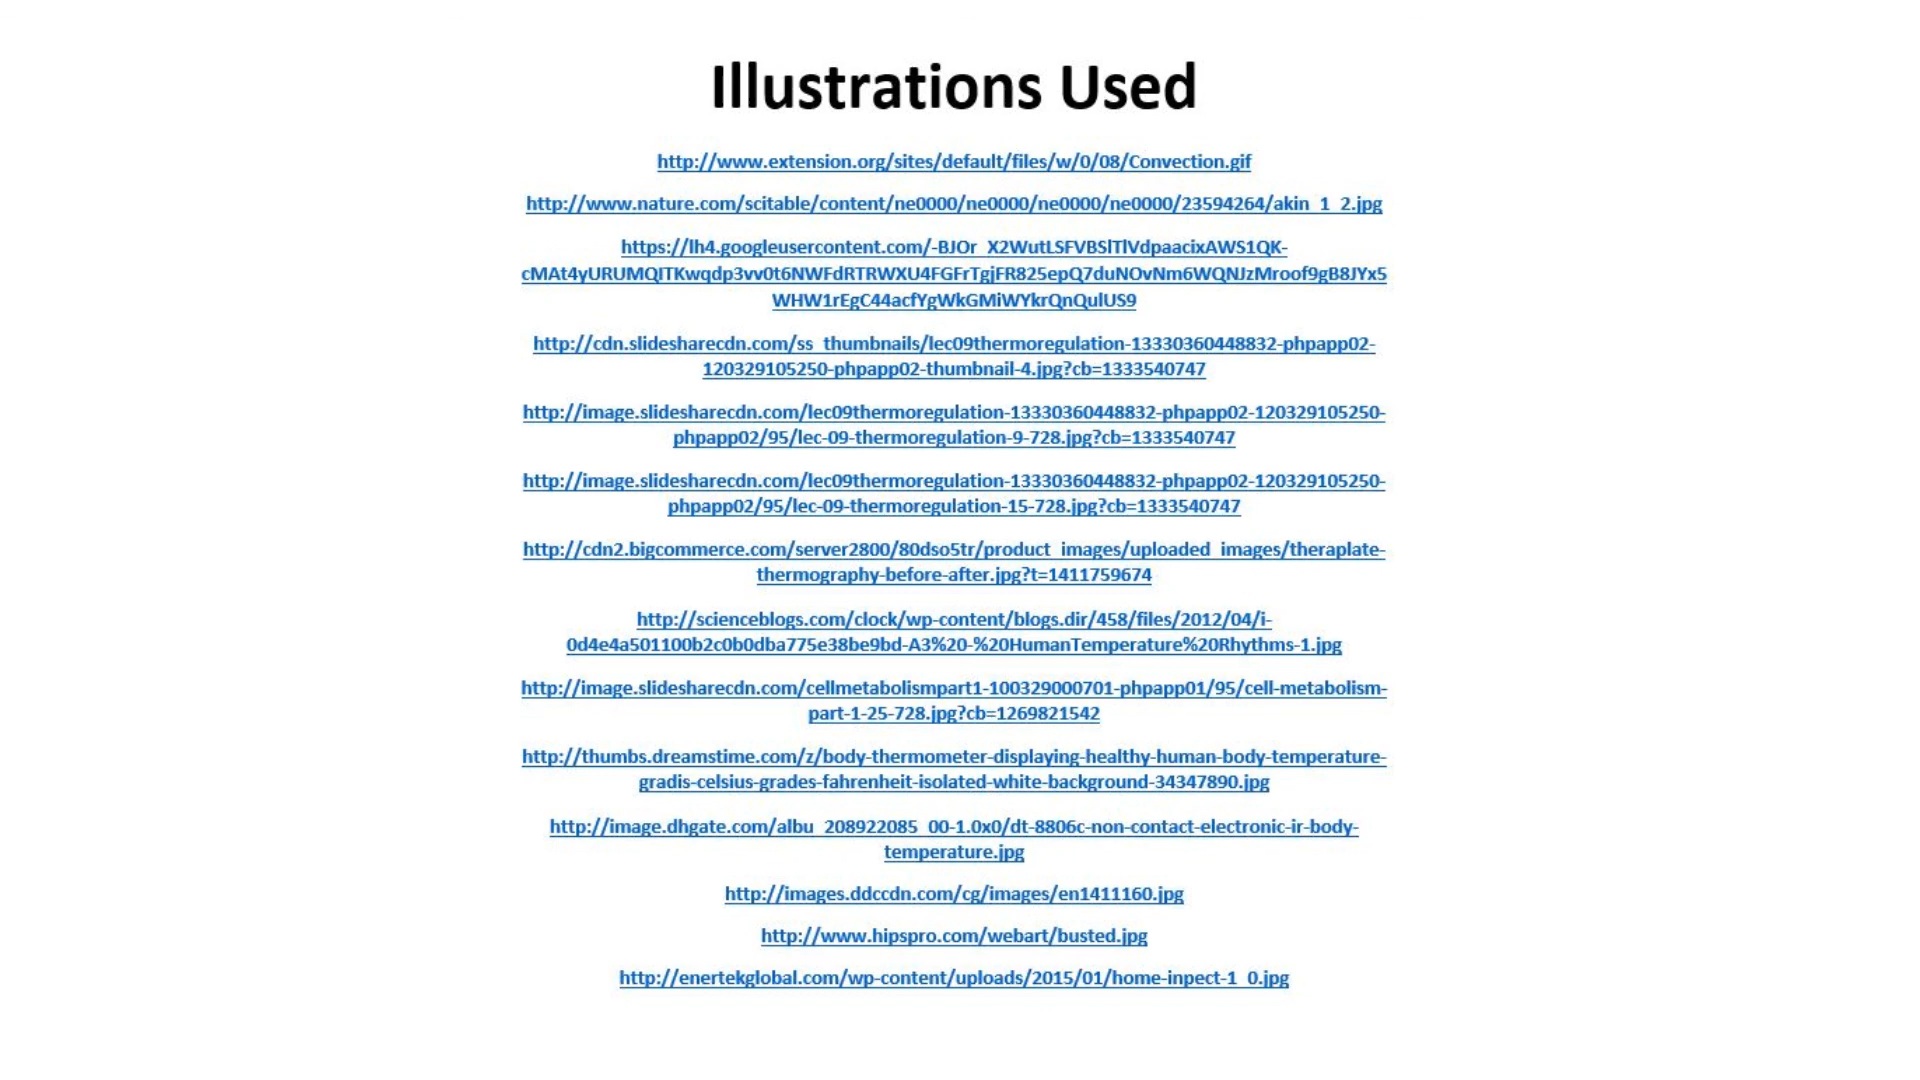 Illustrations Used
http://www.extension.org/sites/default/files/w/0/08/Convection.gif
http://www.nature.com/scitable/content/ne0000/ne0000/ne0000/ne0000/23594264/akin_1_2.jpg
https://lh4.googleusercontent.com/-BJOr_X2WutLSFVBSlTlVdpaacixAWS1QK-
cMAt4yURUMQITKwqdp3vv0t6NWFdRTRWXU4FGFrTgjFR825epQ7duNOvNm6WQNJzMroof9gB8JYx5
WHW1rEgC44acfYgWkGMiWYkrQnQulUS9
http://cdn.slidesharecdn.com/ss_thumbnails/lec09thermoregulation-13330360448832-phpapp02-
120329105250-phpapp02-thumbnail-4.jpg?cb=1333540747
http://image.slidesharecdn.com/lec09thermoregulation-13330360448832-phpapp02-120329105250-
phpapp02/95/lec-09-thermoregulation-9-728.jpg?cb=1333540747
http://image.slidesharecdn.com/lec09thermoregulation-13330360448832-phpapp02-120329105250-
phpapp02/95/lec-09-thermoregulation-15-728.jpg?cb=1333540747
http://cdn2.bigcommerce.com/server2800/80dso5tr/product_images/uploaded_images/theraplate-
thermography-before-after.jpg?t=1411759674
http://scienceblogs.com/clock/wp-content/blogs.dir/458/files/2012/04/i-
0d4e4a501100b2c0b0dba775e38be9bd-A3%20-%20HumanTemperature%20Rhythms-1.jpg
http://image.slidesharecdn.com/cellmetabolismpart1-100329000701-phpapp01/95/cell-metabolism-
part-1-25-728.jpg?cb=1269821542
http://thumbs.dreamstime.com/z/body-thermometer-displaying-healthy-human-body-temperature-
gradis-celsius-grades-fahrenheit-isolated-white-background-34347890.jpg
http://image.dhgate.com/albu_208922085_00-1.0x0/dt-8806c-non-contact-electronic-ir-body-
temperature.jpg
http://images.ddccdn.com/cg/images/en1411160.jpg
http://www.hipspro.com/webart/busted.jpg
http://enertekglobal.com/wp-content/uploads/2015/01/home-inpect-1_0.jpg